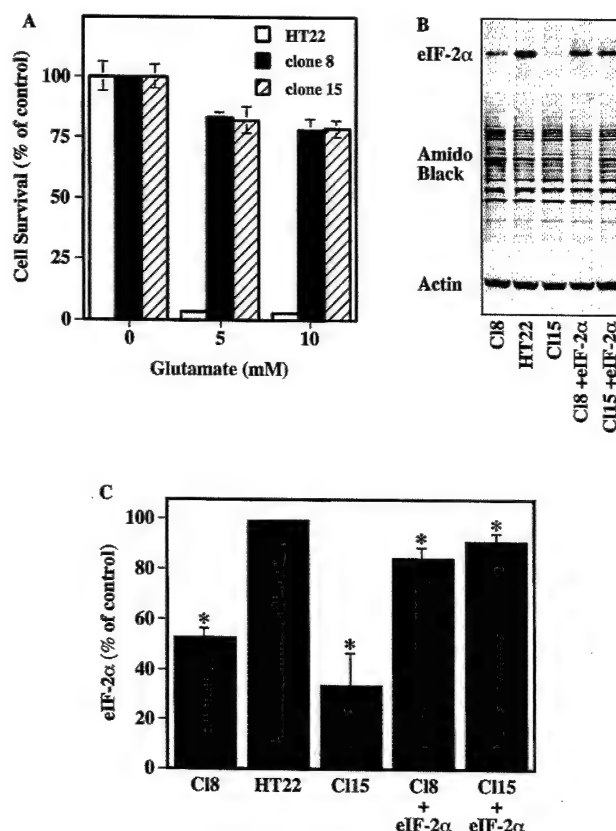 A
HT22
clone 8
clone 15
Cell Survival (% of control)
100
75
50
25
0
0 5 10
Glutamate (mM)
B
eIF-2α
Amido
Black
Actin
Cl8
HT22
Cl15
Cl8 +eIF-2α
Cl15 +eIF-2α
C
eIF-2α (% of control)
100
80
60
40
20
0
* * * *
Cl8 HT22 Cl15 Cl8 Cl15
+ +
eIF-2α eIF-2α